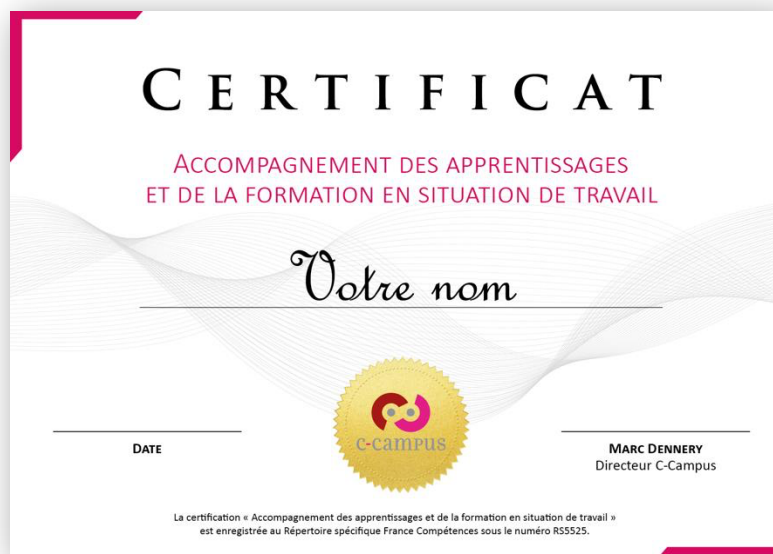 CERTIFICAT
ACCOMPAGNEMENT DES APPRENTISSAGES
ET DE LA FORMATION EN SITUATION DE TRAVAIL
Votre nom
c-campus
DATE
MARC DENNERY
Directeur C-Campus
La certification « Accompagnement des apprentissages et de la formation en situation de travail »
est enregistrée au Répertoire spécifique France Compétences sous le numéro RS5525.